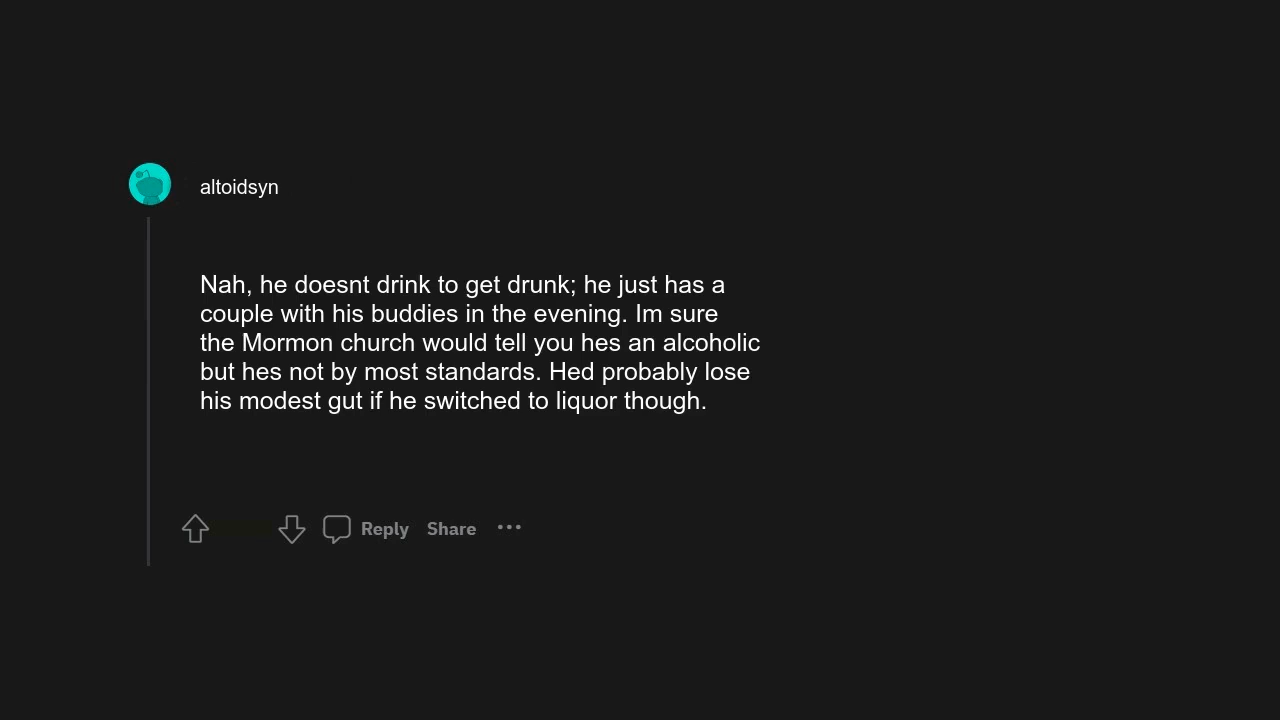 altoidsyn
Nah, he doesnt drink to get drunk; he just has a
couple with his buddies in the evening. Im sure
the Mormon church would tell you hes an alcoholic
but hes not by most standards. Hed probably lose
his modest gut if he switched to liquor though.
Reply Share